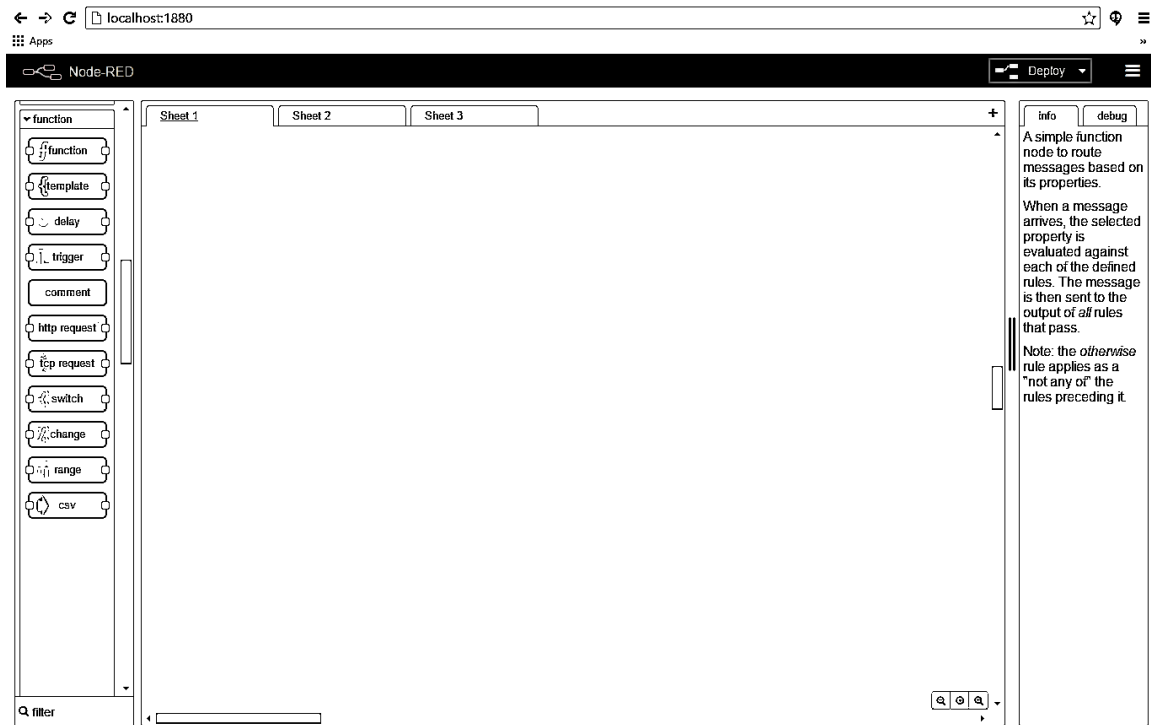 localhost:1880
Apps
»
Node-RED
Deploy
function
function
template
delay
trigger
comment
http request
tcp request
switch
change
range
csv
filter
Sheet 1
Sheet 2
Sheet 3
+
info
debug
A simple function
node to route
messages based on
its properties.
When a message
arrives, the selected
property is
evaluated against
each of the defined
rules. The message
is then sent to the
output of all rules
that pass.
Note: the otherwise
rule applies as a
"not any of" the
rules preceding it.